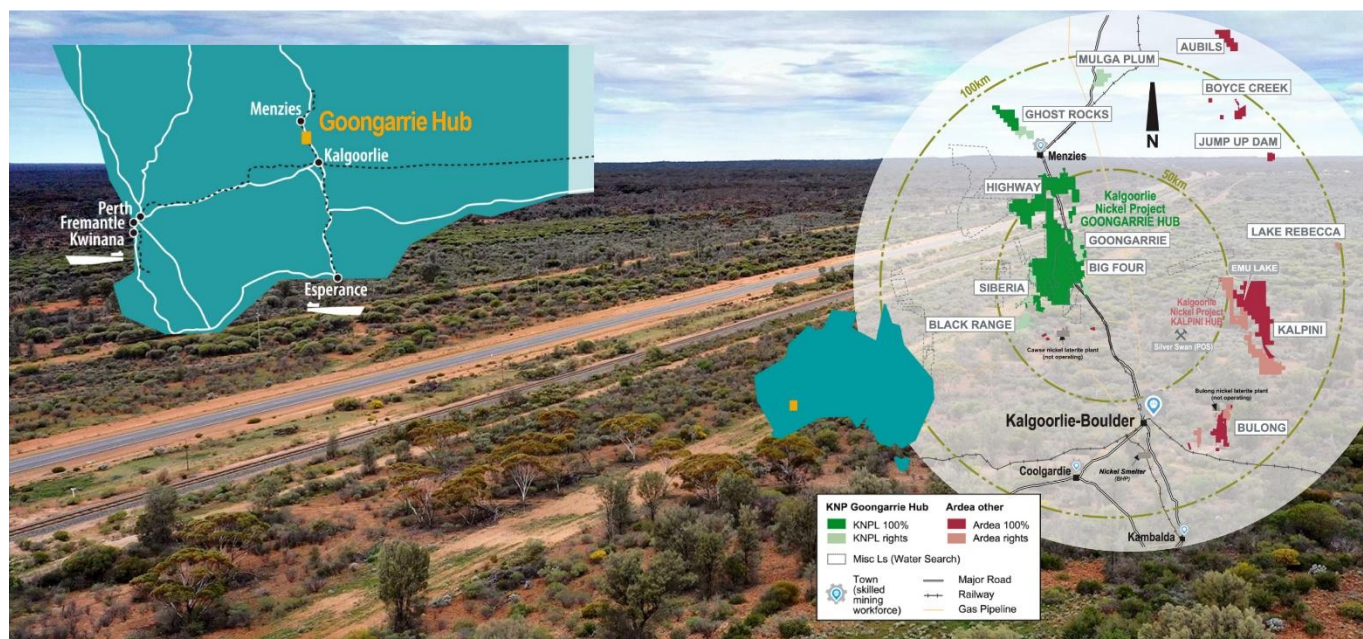 Menzies
Goongarrie Hub
Kalgoorlie
Perth
Fremantle
Kwinana
Esperance
AUBILS
MULGA PLUM
100km
BOYCE CREEK
GHOST ROCKS
N
JUMP UP DAM
Menzies
50km
HIGHWAY
Kalgoorlie
Nickel Project
GOONGARRIE HUB
GOONGARRIE
LAKE REBECCA
BIG FOUR
EMU LAKE
SIBERIA
Kalgoorlie
Nickel Project
KALPINI HUB
BLACK RANGE
KALPINI
Silver Swan (POS)
Cawse nickel laterite plant
(not operating)
Bulong nickel laterite plant
(not operating)
Kalgoorlie-Boulder
BULONG
Coolgardie
Nickel Smelter
(BHP)
Kambalda
KNP Goongarrie Hub
KNPL 100%
KNPL rights
Ardea other
Ardea 100%
Ardea rights
Misc Ls (Water Search)
Town
(skilled
mining
workforce)
Major Road
Railway
Gas Pipeline